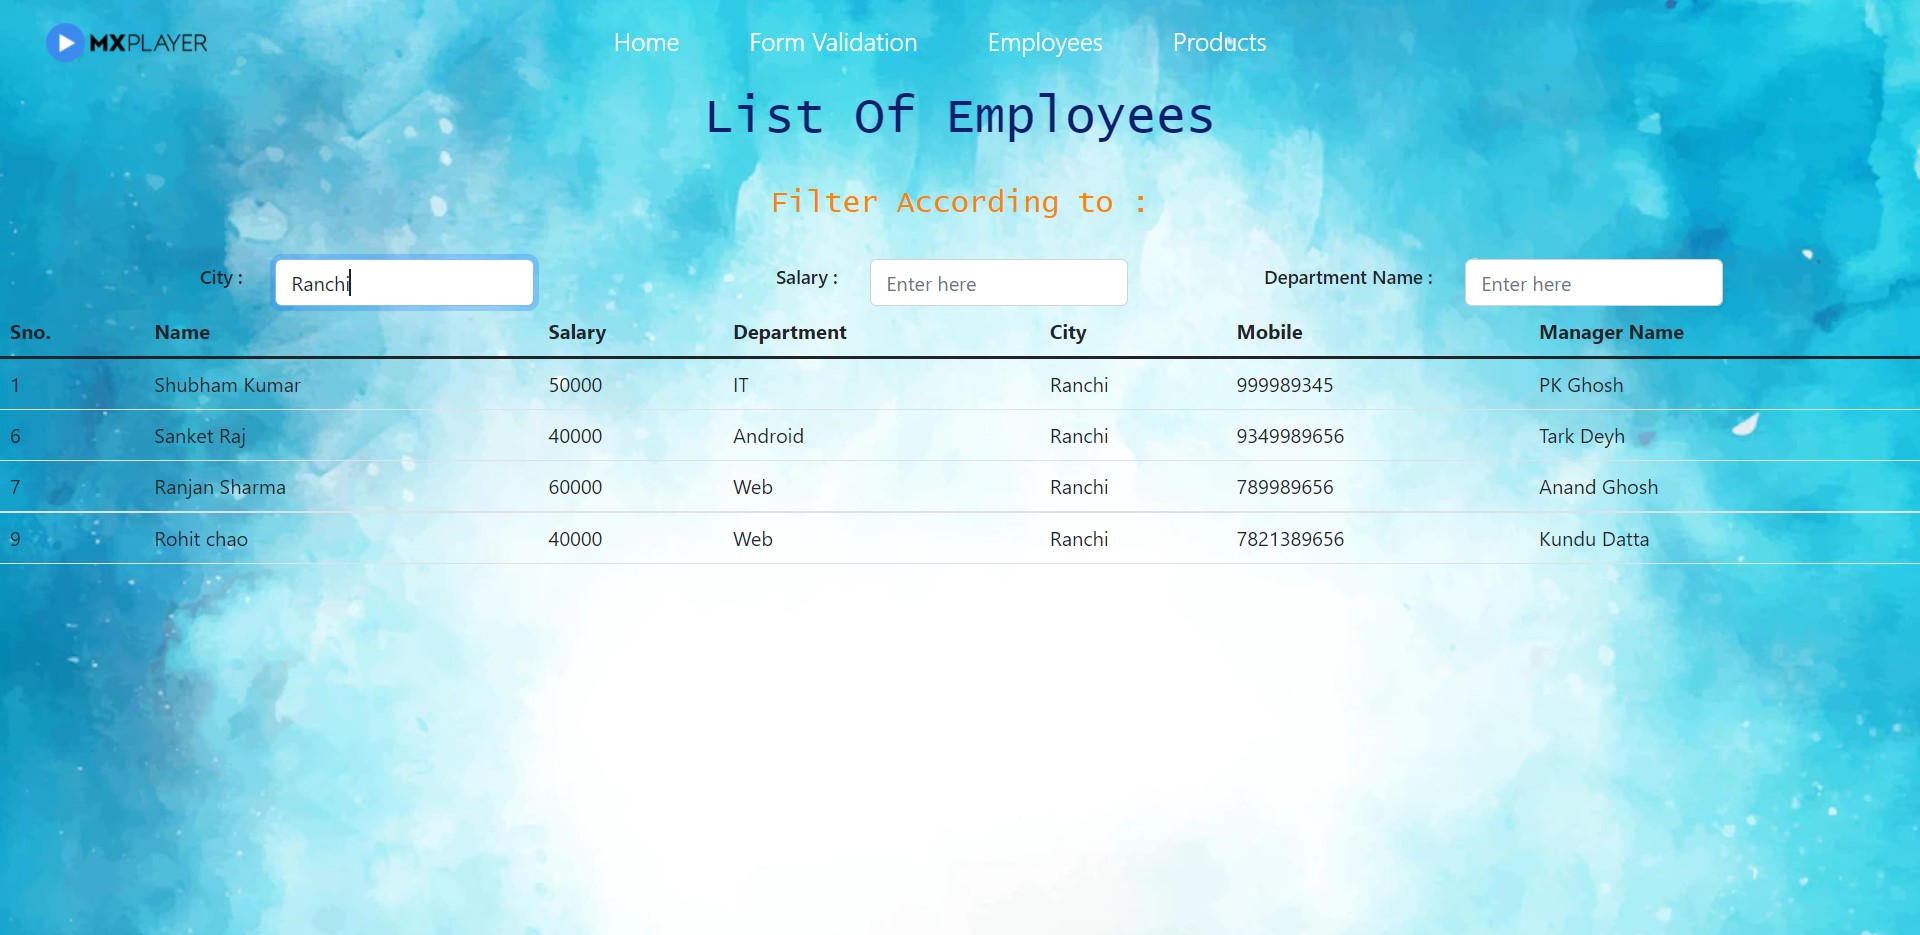 MXPLAYER Home Form Validation Employees Products
List Of Employees
Filter According to :
City : Ranchi Salary : Enter here Department Name : Enter here
Sno. Name Salary Department City Mobile Manager Name
1 Shubham Kumar 50000 IT Ranchi 999989345 PK Ghosh
6 Sanket Raj 40000 Android Ranchi 9349989656 Tark Deyh
7 Ranjan Sharma 60000 Web Ranchi 789989656 Anand Ghosh
9 Rohit chao 40000 Web Ranchi 7821389656 Kundu Datta